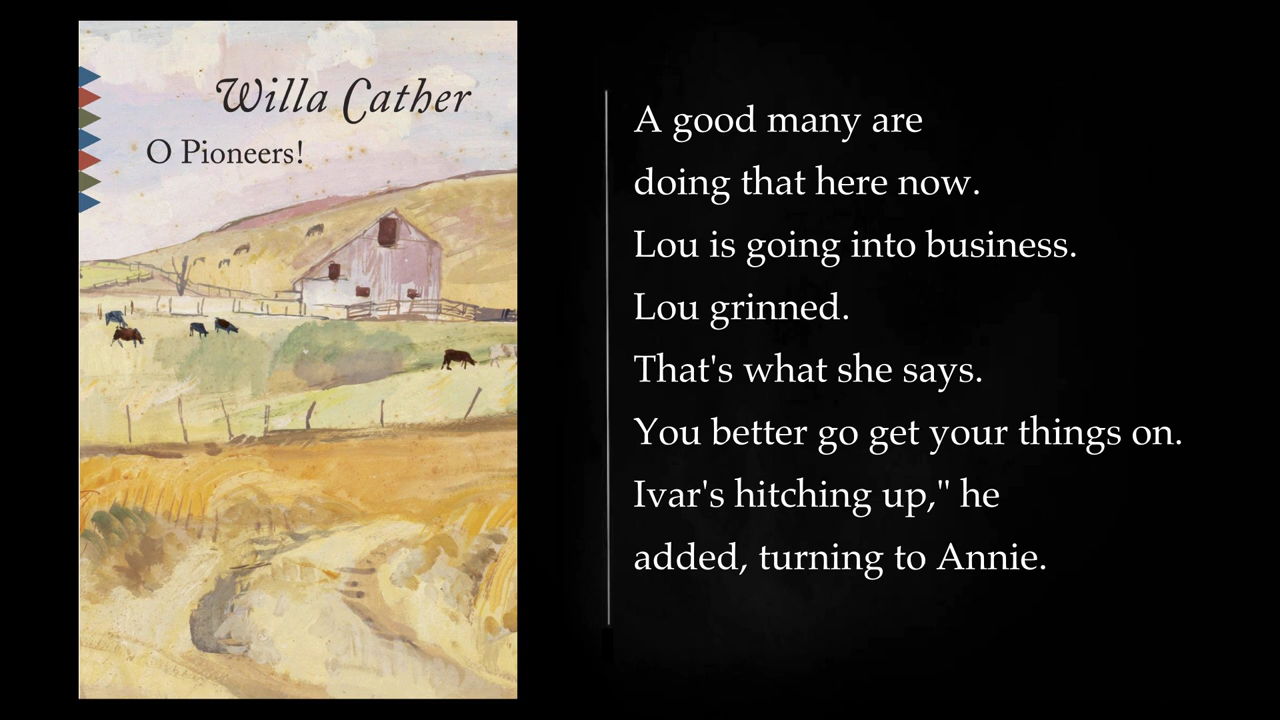 Willa Cather
O Pioneers!
A good many are
doing that here now.
Lou is going into business.
Lou grinned.
That's what she says.
You better go get your things on.
Ivar's hitching up," he
added, turning to Annie.